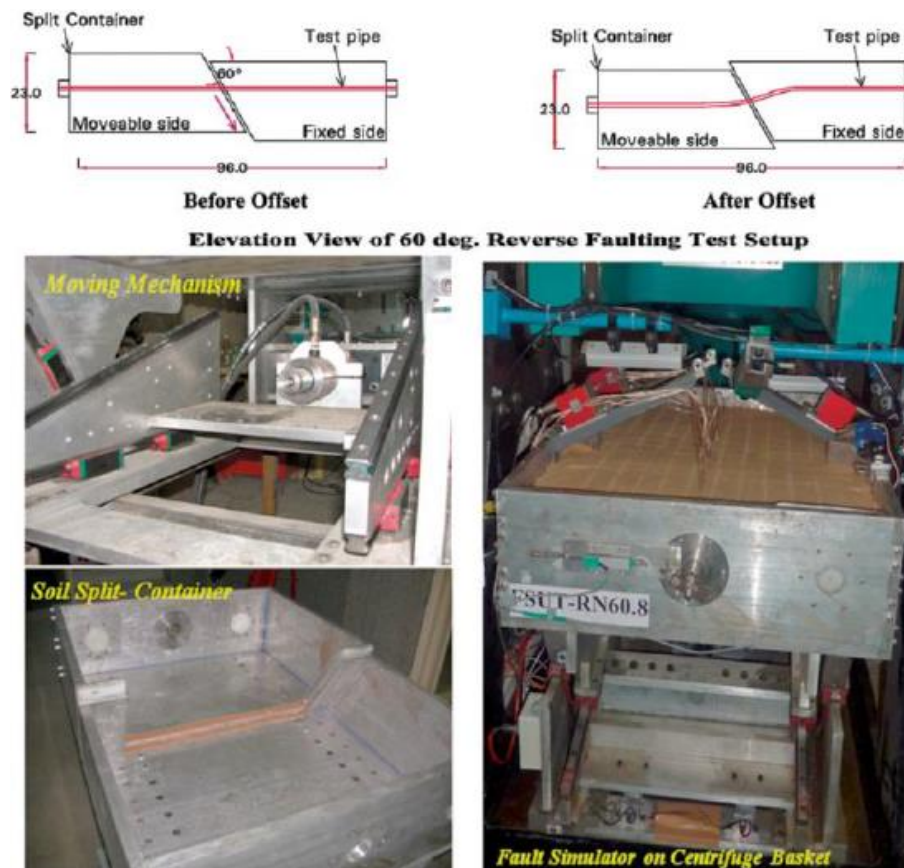 Split Container
Test pipe
60°
23.0
Moveable side
Fixed side
96.0
Before Offset
Split Container
Test pipe
23.0
Moveable side
Fixed side
96.0
After Offset
Elevation View of 60 deg. Reverse Faulting Test Setup
Moving Mechanism
Soil Split- Container
FSUT-RN60.8
Fault Simulator on Centrifuge Basket